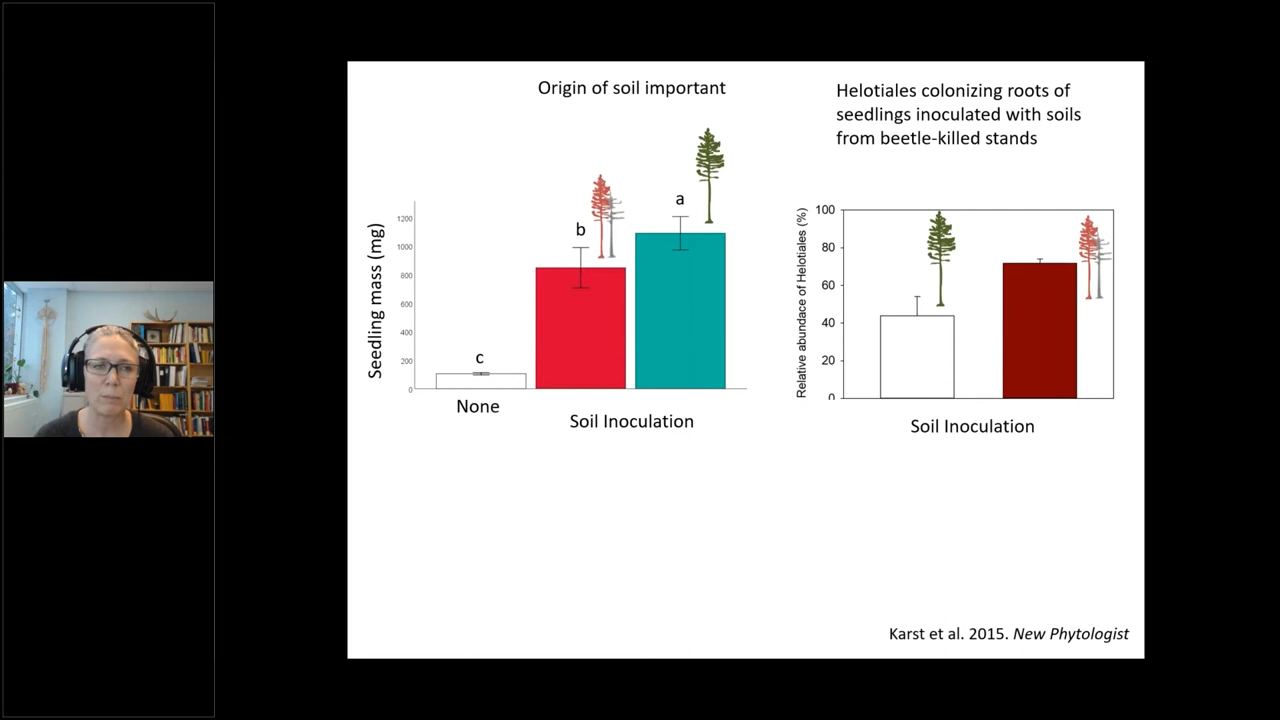 Origin of soil important
Helotiales colonizing roots of
seedlings inoculated with soils
from beetle-killed stands
Seedling mass (mg)
1200
1000
800
600
400
200
0
c
b
a
None
Soil Inoculation
Relative abundace of Helotiales (%)
100
80
60
40
20
0
Soil Inoculation
Karst et al. 2015. New Phytologist